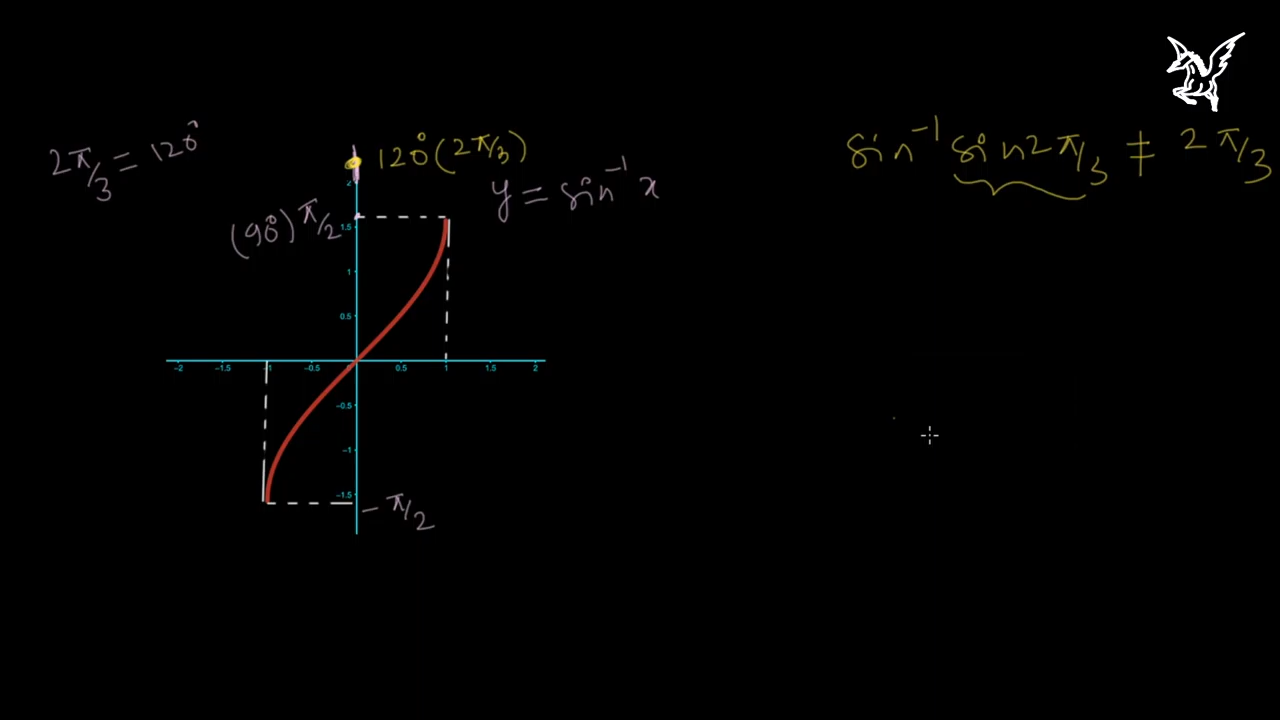 2π/3 = 120°
120° (2π/3)
y = sin⁻¹ x
sin⁻¹ sin 2π/3 ≠ 2π/3
(90°) π/2
2
1.5
1
0.5
-2 -1.5 -1 -0.5 0 0.5 1 1.5 2
-0.5
-1
-1.5
- π/2